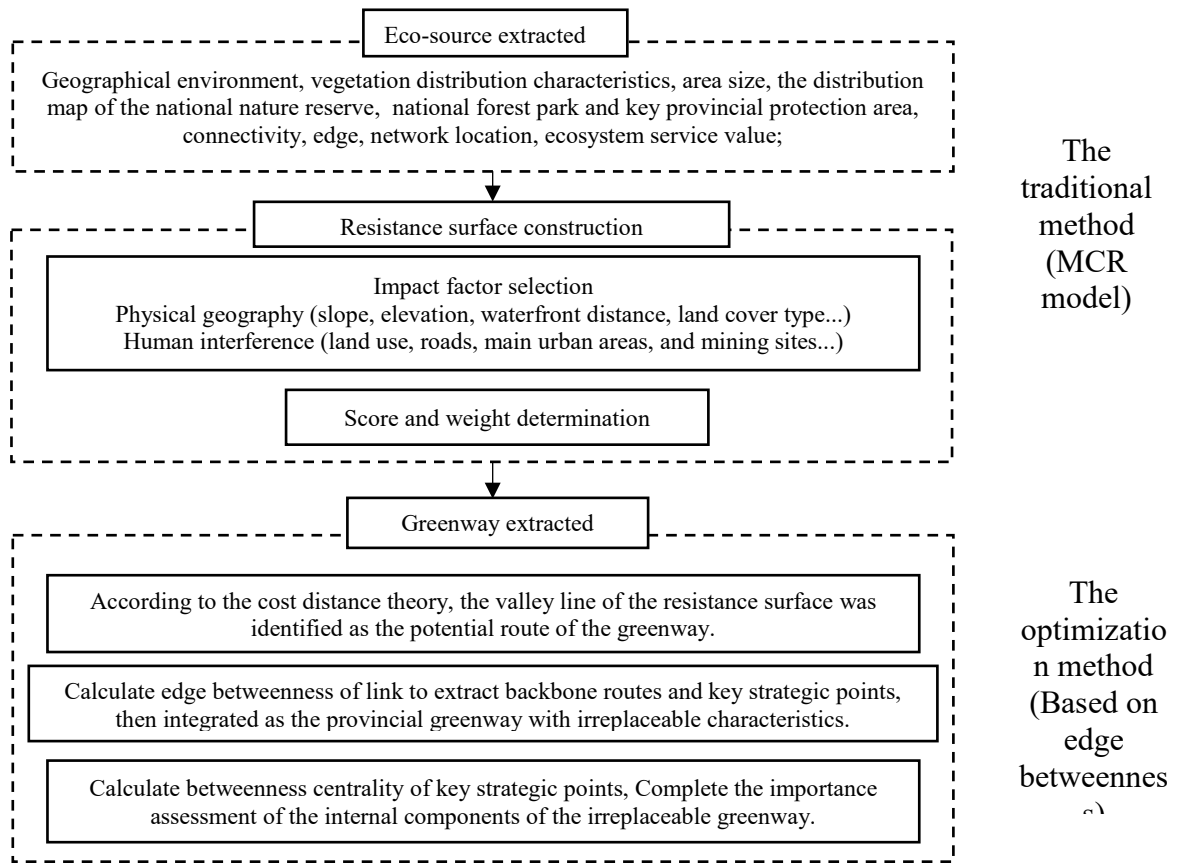 Eco-source extracted
Geographical environment, vegetation distribution characteristics, area size, the distribution
map of the national nature reserve, national forest park and key provincial protection area,
connectivity, edge, network location, ecosystem service value;
Resistance surface construction
Impact factor selection
Physical geography (slope, elevation, waterfront distance, land cover type...)
Human interference (land use, roads, main urban areas, and mining sites...)
Score and weight determination
The
traditional
method
(MCR
model)
Greenway extracted
According to the cost distance theory, the valley line of the resistance surface was
identified as the potential route of the greenway.
Calculate edge betweenness of link to extract backbone routes and key strategic points,
then integrated as the provincial greenway with irreplaceable characteristics.
Calculate betweenness centrality of key strategic points, Complete the importance
assessment of the internal components of the irreplaceable greenway.
The
optimizatio
n method
(Based on
edge
betweennes
s)